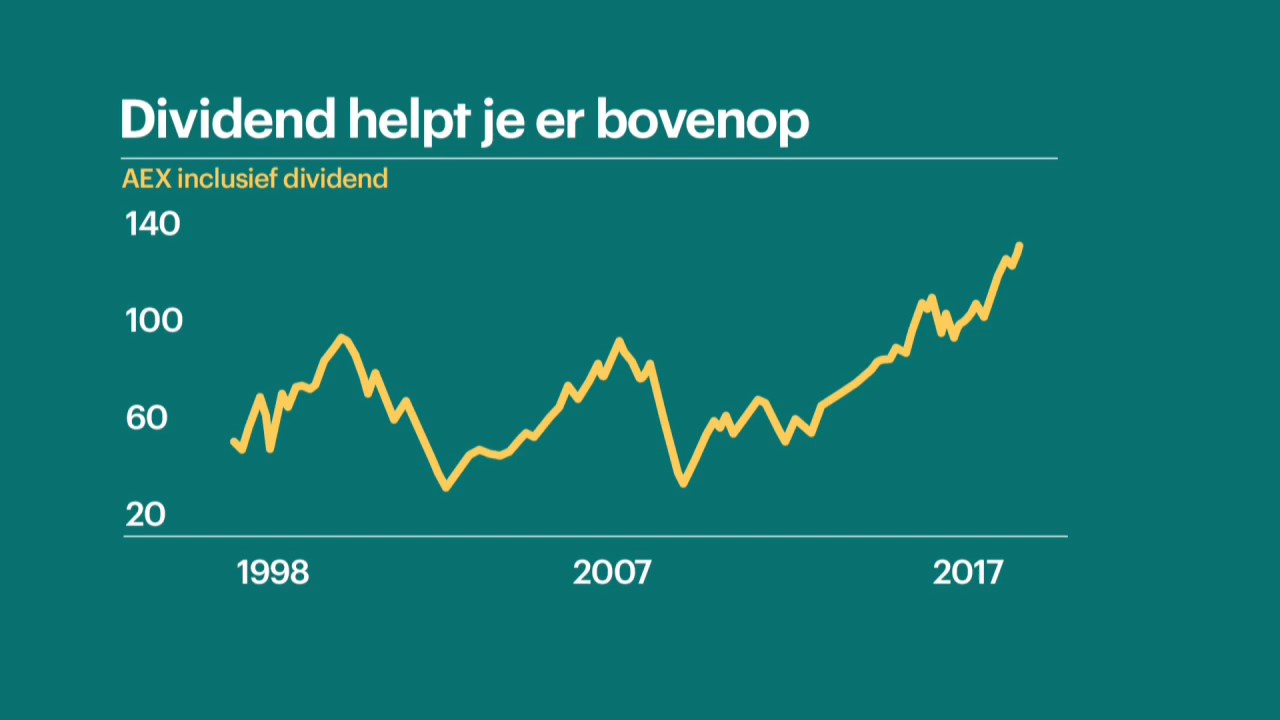 Dividend helpt je er bovenop
AEX inclusief dividend
140
100
60
20
1998 2007 2017